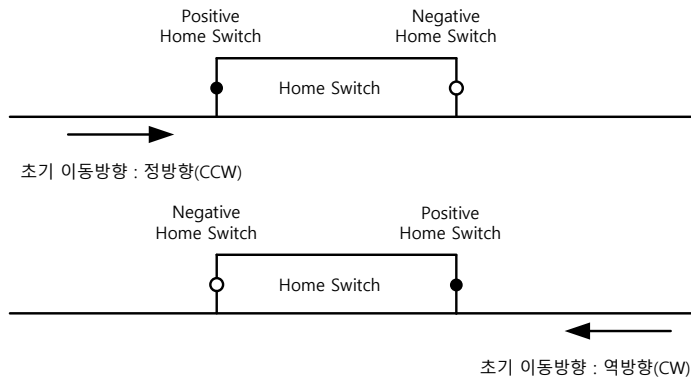 Positive
Home Switch
Negative
Home Switch
Home Switch
초기 이동방향 : 정방향(CCW)
Negative
Home Switch
Positive
Home Switch
Home Switch
초기 이동방향 : 역방향(CW)